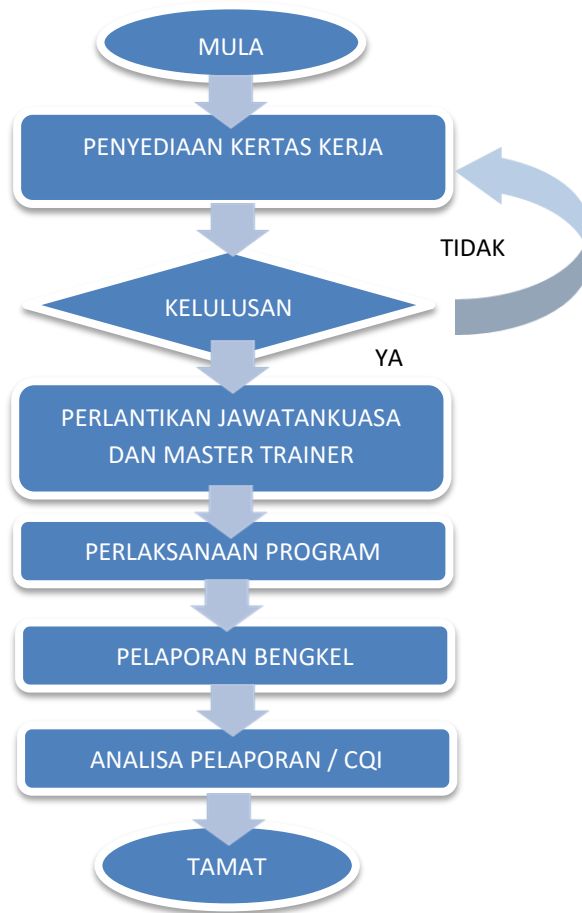 MULA
PENYEDIAAN KERTAS KERJA
TIDAK
KELULUSAN
YA
PERLANTIKAN JAWATANKUASA
DAN MASTER TRAINER
PERLAKSANAAN PROGRAM
PELAPORAN BENGKEL
ANALISA PELAPORAN / CQI
TAMAT